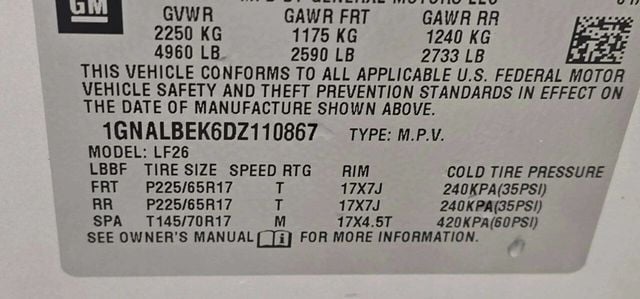 GM
GVWR GAWR FRT GAWR RR
2250 KG 1175 KG 1240 KG
4960 LB 2590 LB 2733 LB
THIS VEHICLE CONFORMS TO ALL APPLICABLE U.S. FEDERAL MOTOR
VEHICLE SAFETY AND THEFT PREVENTION STANDARDS IN EFFECT ON
THE DATE OF MANUFACTURE SHOWN ABOVE.
1GNALBEK6DZ110867 TYPE: M.P.V.
MODEL: LF26
LBBF TIRE SIZE SPEED RTG RIM COLD TIRE PRESSURE
FRT P225/65R17 T 17X7J 240KPA(35PSI)
RR P225/65R17 T 17X7J 240KPA(35PSI)
SPA T145/70R17 M 17X4.5T 420KPA(60PSI)
SEE OWNER'S MANUAL i FOR MORE INFORMATION.